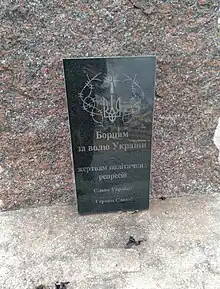 Борцям
за волю України
жертвам політичних
репресій
Слава Україні!
Героям Слава!